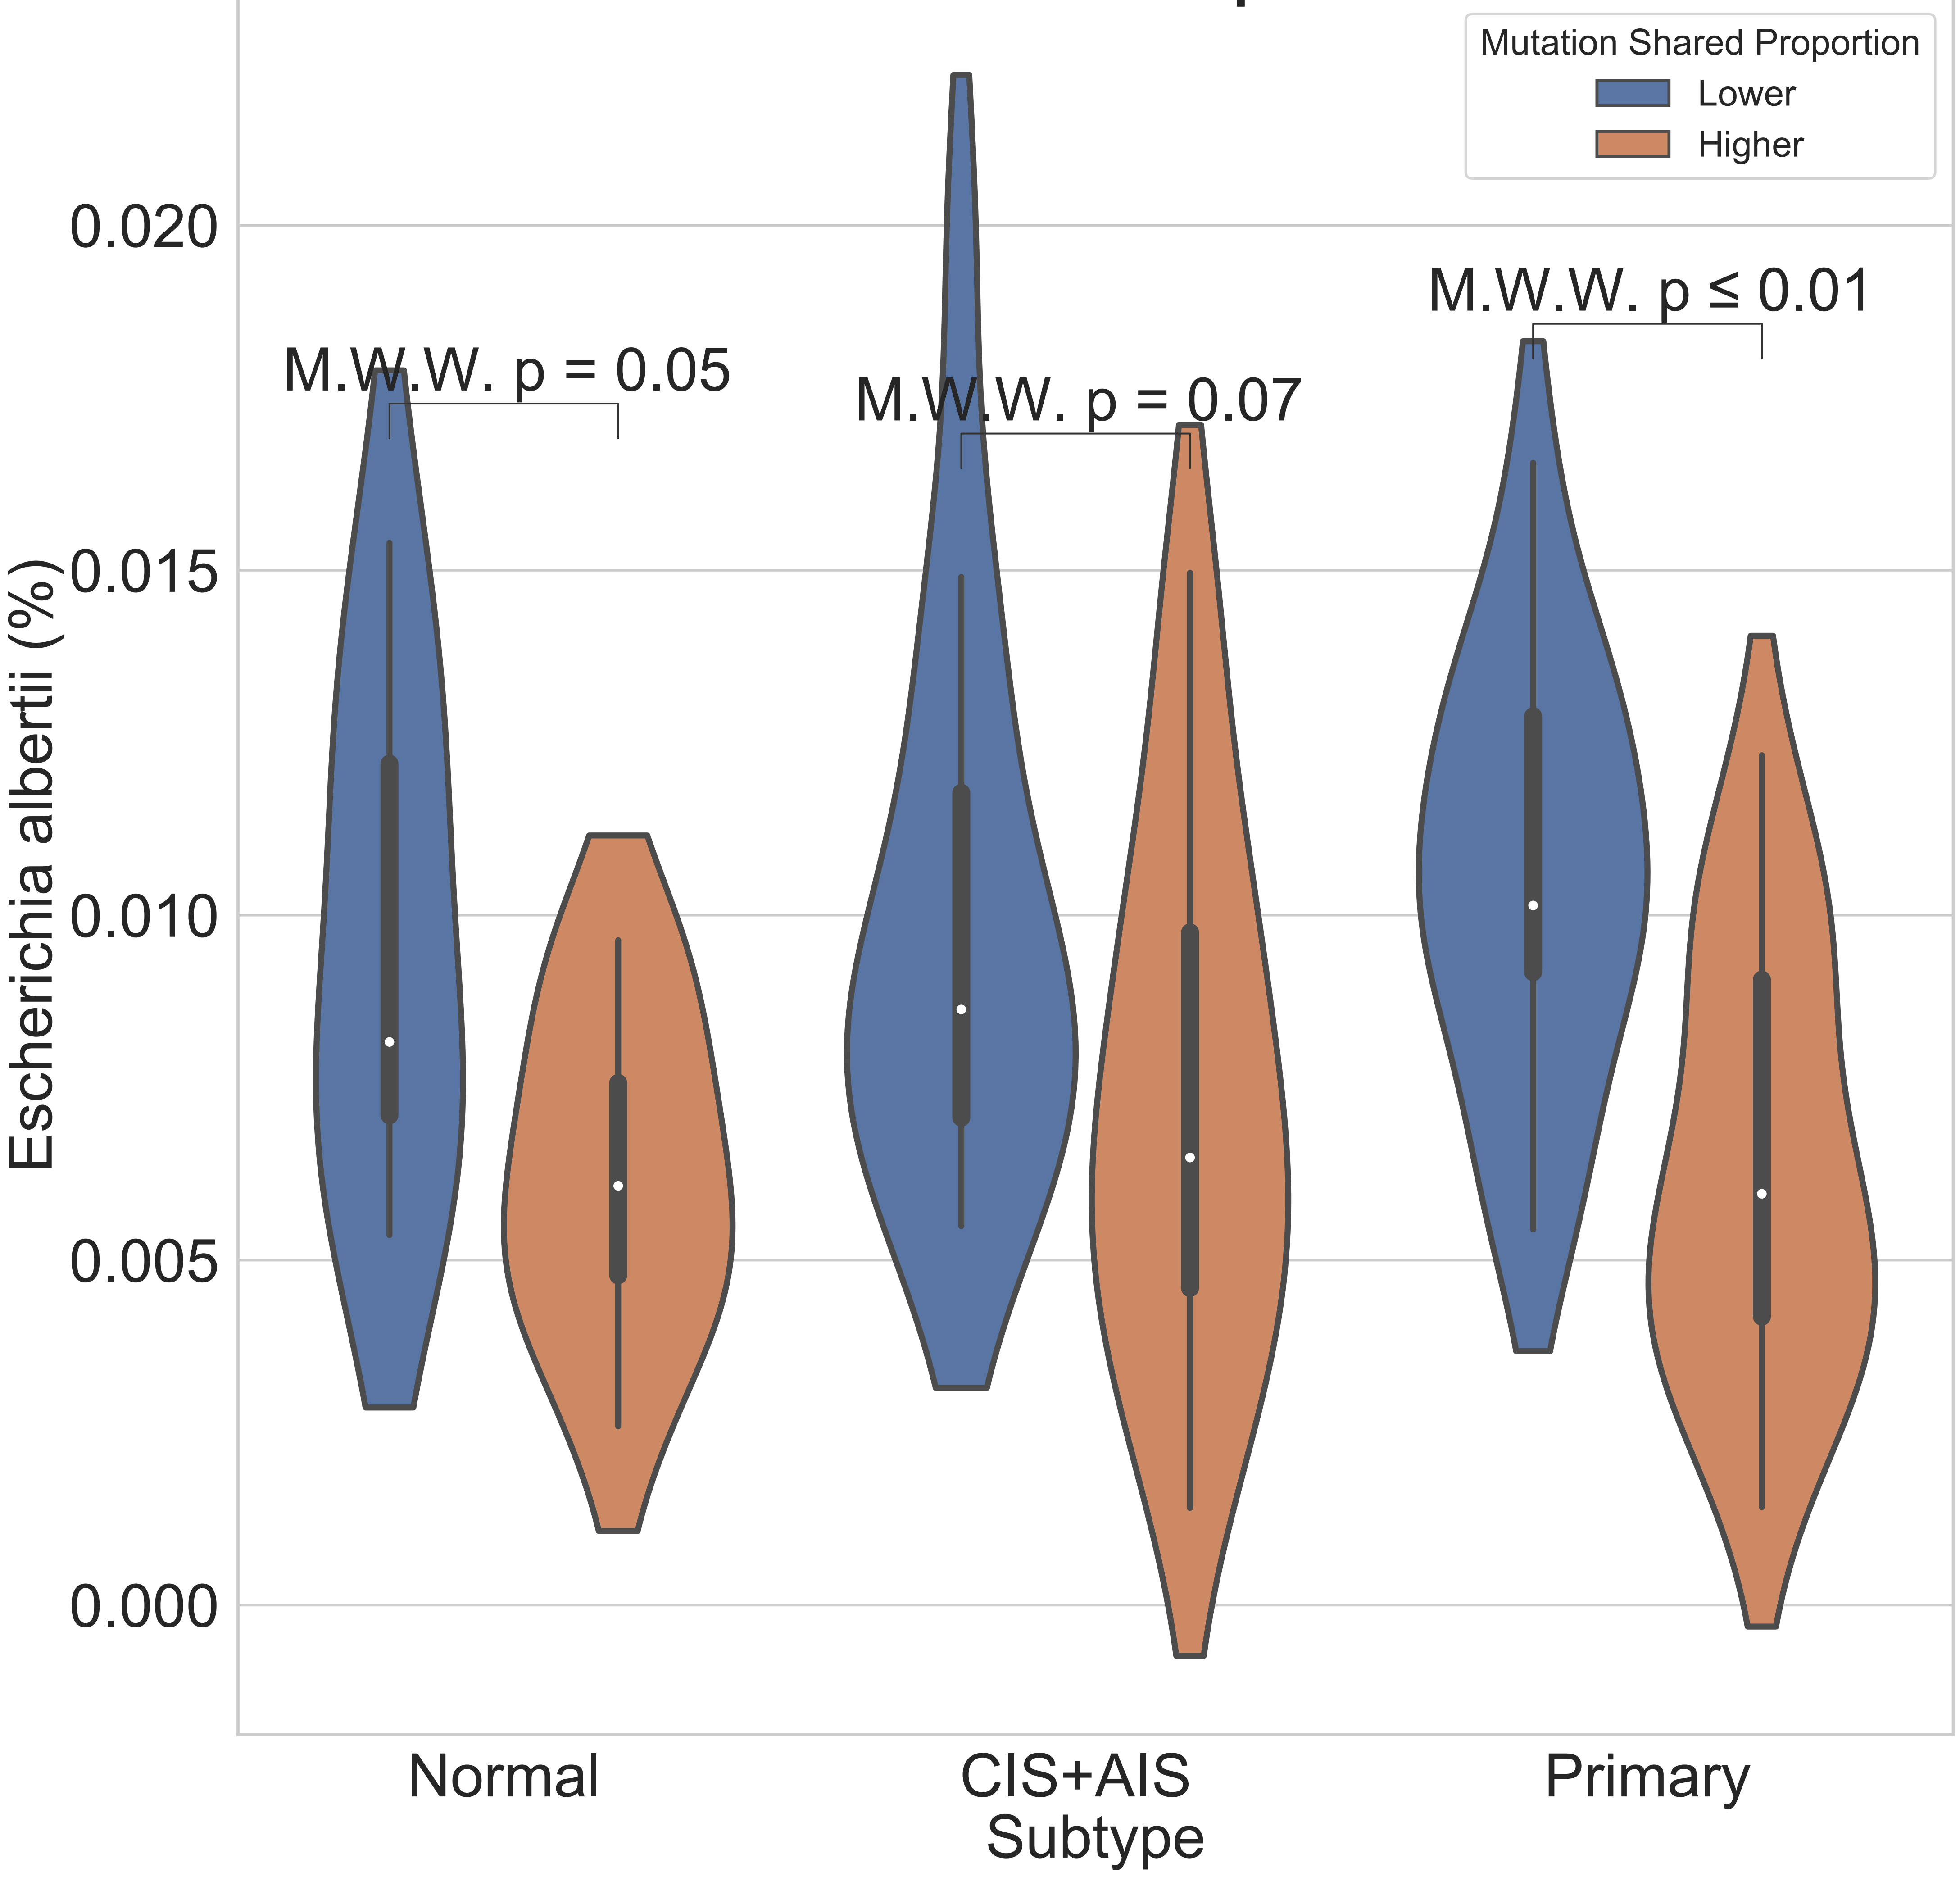 Mutation Shared Proportion
Lower
Higher
0.020
0.015
0.010
0.005
0.000
Escherichia albertii (%)
M.W.W. p = 0.05
M.W.W. p = 0.07
M.W.W. p ≤ 0.01
Normal
CIS+AIS
Primary
Subtype